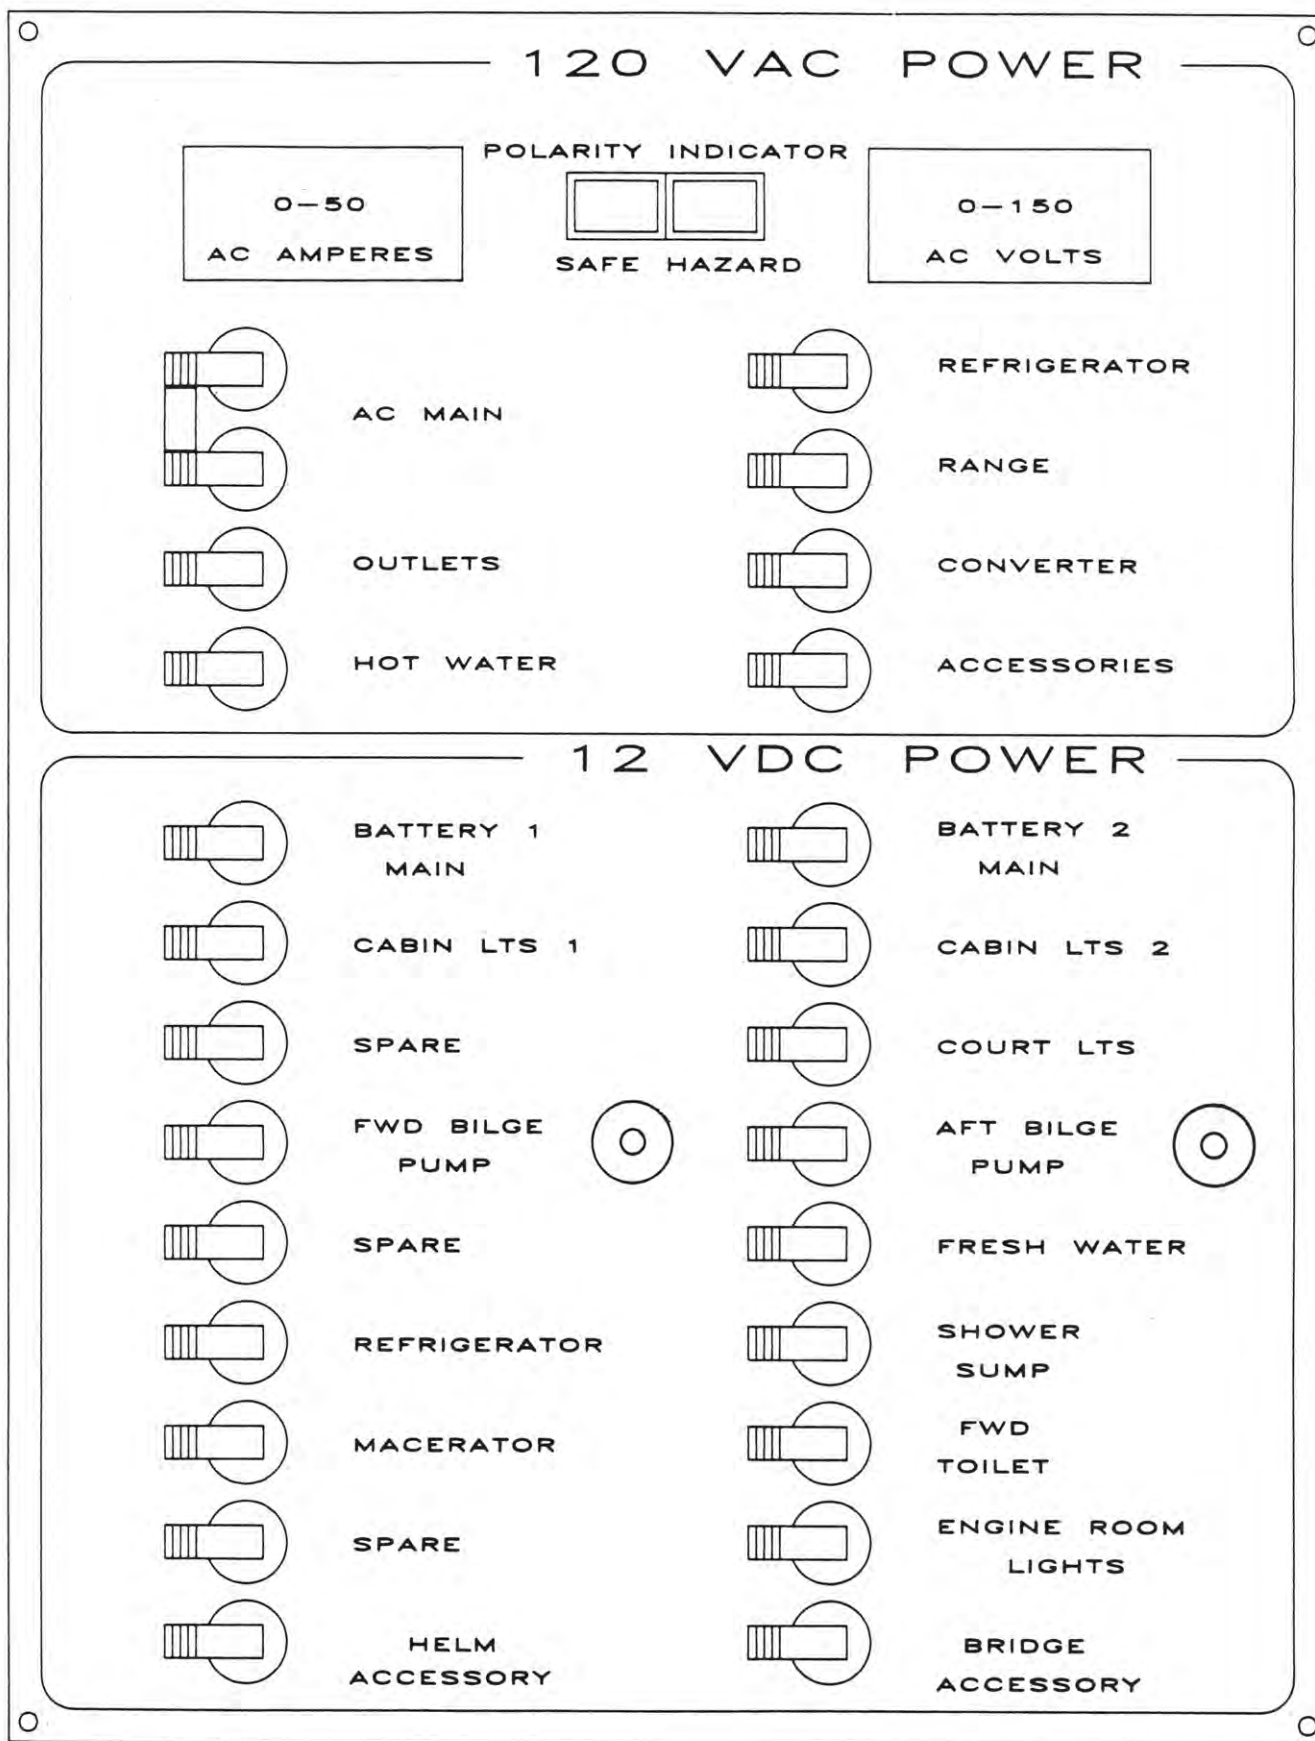 120 VAC POWER
POLARITY INDICATOR
0-50
AC AMPERES
SAFE HAZARD
0-150
AC VOLTS
AC MAIN
OUTLETS
HOT WATER
REFRIGERATOR
RANGE
CONVERTER
ACCESSORIES
12 VDC POWER
BATTERY 1
MAIN
CABIN LTS 1
SPARE
FWD BILGE
PUMP
SPARE
REFRIGERATOR
MACERATOR
SPARE
HELM
ACCESSORY
BATTERY 2
MAIN
CABIN LTS 2
COURT LTS
AFT BILGE
PUMP
FRESH WATER
SHOWER
SUMP
FWD
TOILET
ENGINE ROOM
LIGHTS
BRIDGE
ACCESSORY